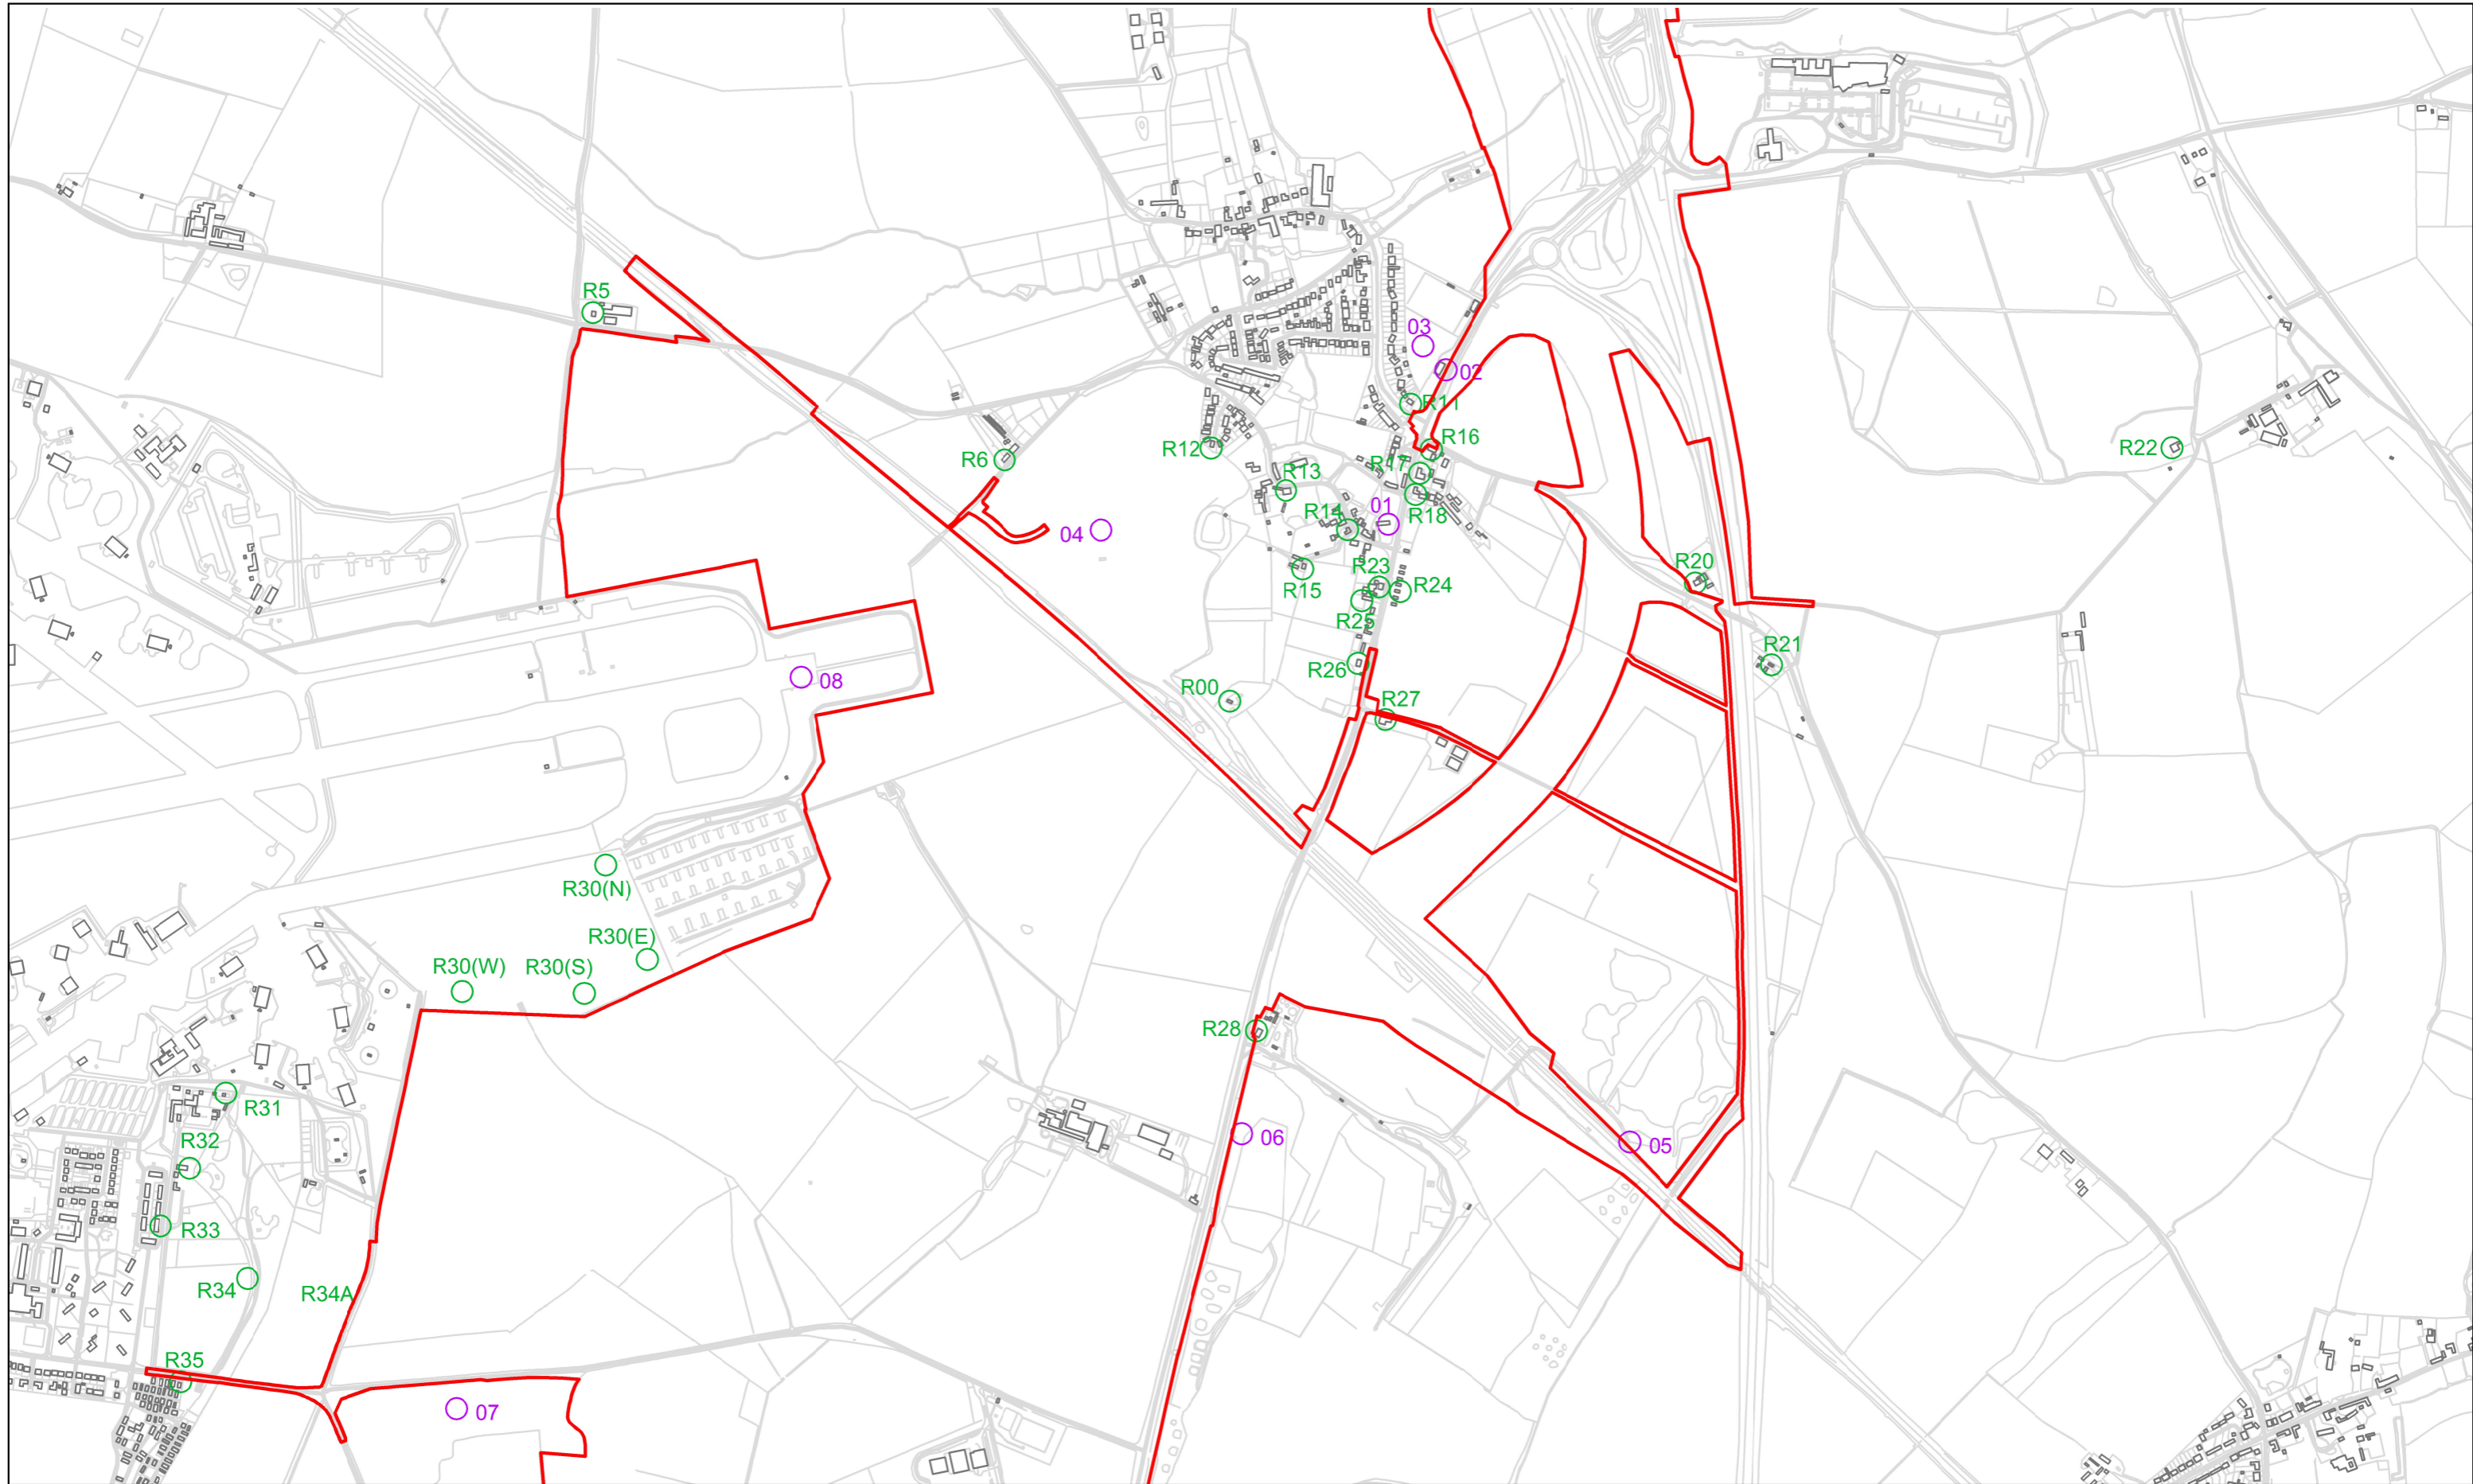 R5
03
02
R11
R16
R12
R6
R17
R22
R13
01
R14
R18
04
R20
R23
R24
R15
R25
R21
R26
08
R00
R27
R30(N)
R30(E)
R30(W)
R30(S)
R28
R31
06
R32
05
R33
R34
R34A
R35
07